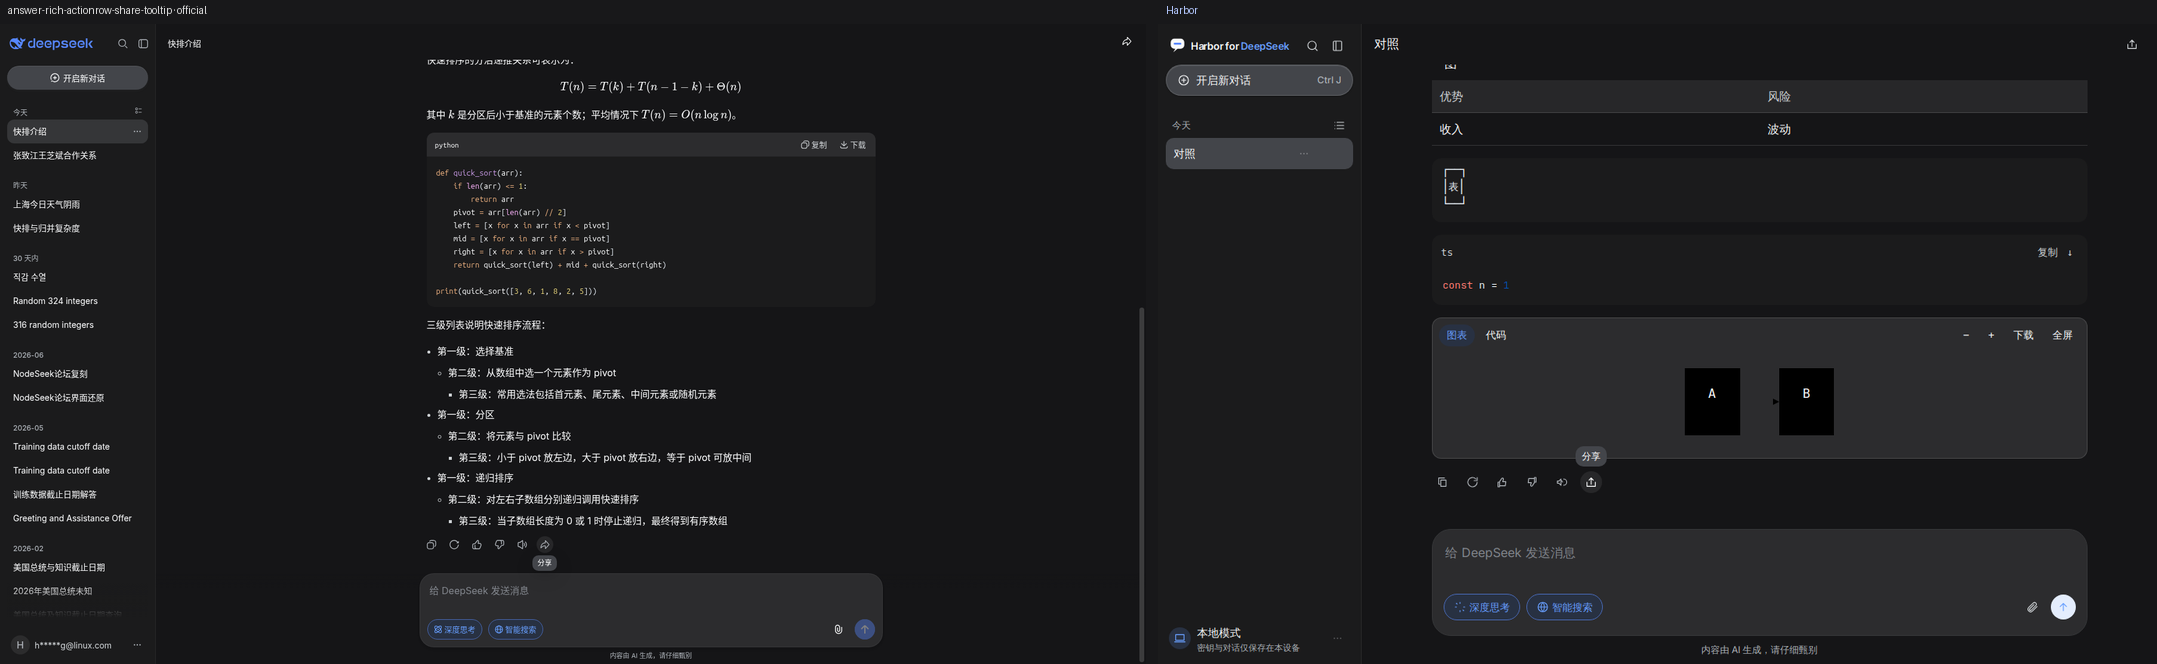 answer-rich-actionrow-share-tooltip · official
deepseek
开启新对话
今天
快排介绍
张致江王芝斌合作关系
昨天
上海今日天气阴雨
快排与归并复杂度
30 天内
직감 수열
Random 324 integers
316 random integers
2026-06
NodeSeek论坛复刻
NodeSeek论坛界面还原
2026-05
Training data cutoff date
Training data cutoff date
训练数据截止日期解答
Greeting and Assistance Offer
2026-02
美国总统与知识截止日期
2026年美国总统未知
H h*****g@linux.com
快排介绍
快速排序的分治递推关系可表示为：
T(n) = T(k) + T(n − 1 − k) + Θ(n)
其中 k 是分区后小于基准的元素个数；平均情况下 T(n) = O(n log n)。
python 复制 下载
def quick_sort(arr):
    if len(arr) <= 1:
        return arr
    pivot = arr[len(arr) // 2]
    left = [x for x in arr if x < pivot]
    mid = [x for x in arr if x == pivot]
    right = [x for x in arr if x > pivot]
    return quick_sort(left) + mid + quick_sort(right)
print(quick_sort([3, 6, 1, 8, 2, 5]))
三级列表说明快速排序流程：
第一级：选择基准
第二级：从数组中选一个元素作为 pivot
第三级：常用选法包括首元素、尾元素、中间元素或随机元素
第一级：分区
第二级：将元素与 pivot 比较
第三级：小于 pivot 放左边，大于 pivot 放右边，等于 pivot 可放中间
第一级：递归排序
第二级：对左右子数组分别递归调用快速排序
第三级：当子数组长度为 0 或 1 时停止递归，最终得到有序数组
分享
给 DeepSeek 发送消息
深度思考 智能搜索
内容由 AI 生成，请仔细甄别
Harbor
Harbor for DeepSeek
开启新对话 Ctrl J
今天
对照
本地模式
密钥与对话仅保存在本设备
对照
图
优势 风险
收入 波动
表
ts 复制 ↓
const n = 1
图表 代码 − + 下载 全屏
A B
分享
给 DeepSeek 发送消息
深度思考 智能搜索
内容由 AI 生成，请仔细甄别